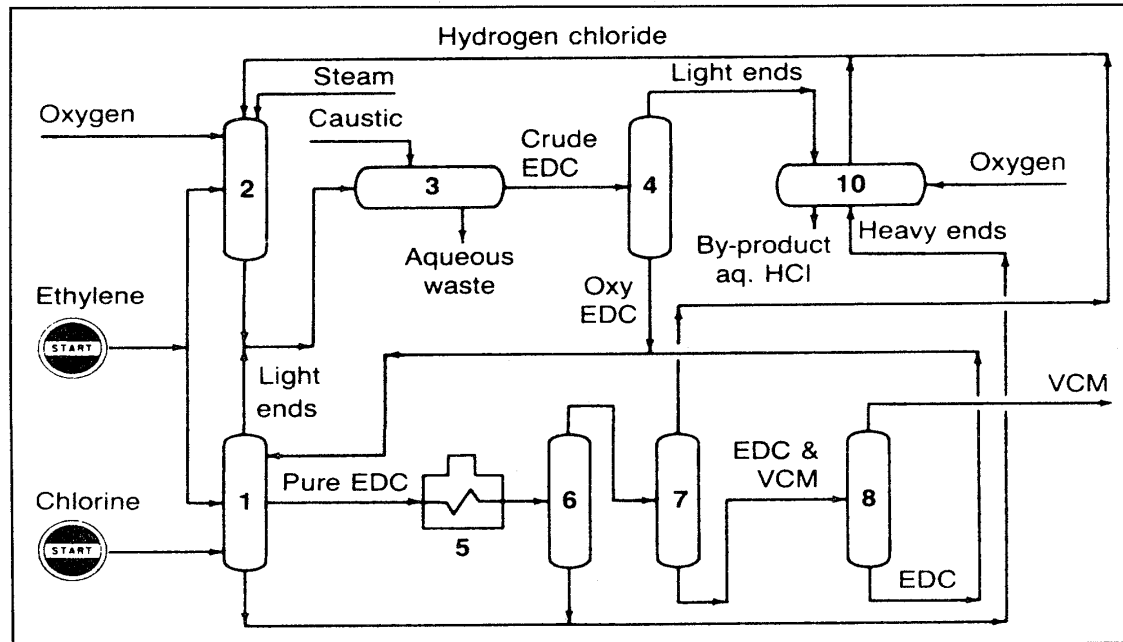 Hydrogen chloride
Steam
Light ends
Oxygen
Caustic
Crude
EDC
Oxygen
2
3
4
10
Aqueous
waste
By-product
aq. HCl
Heavy ends
Ethylene
START
Oxy
EDC
Light
ends
VCM
Chlorine
START
1
Pure EDC
5
6
7
EDC &
VCM
8
EDC